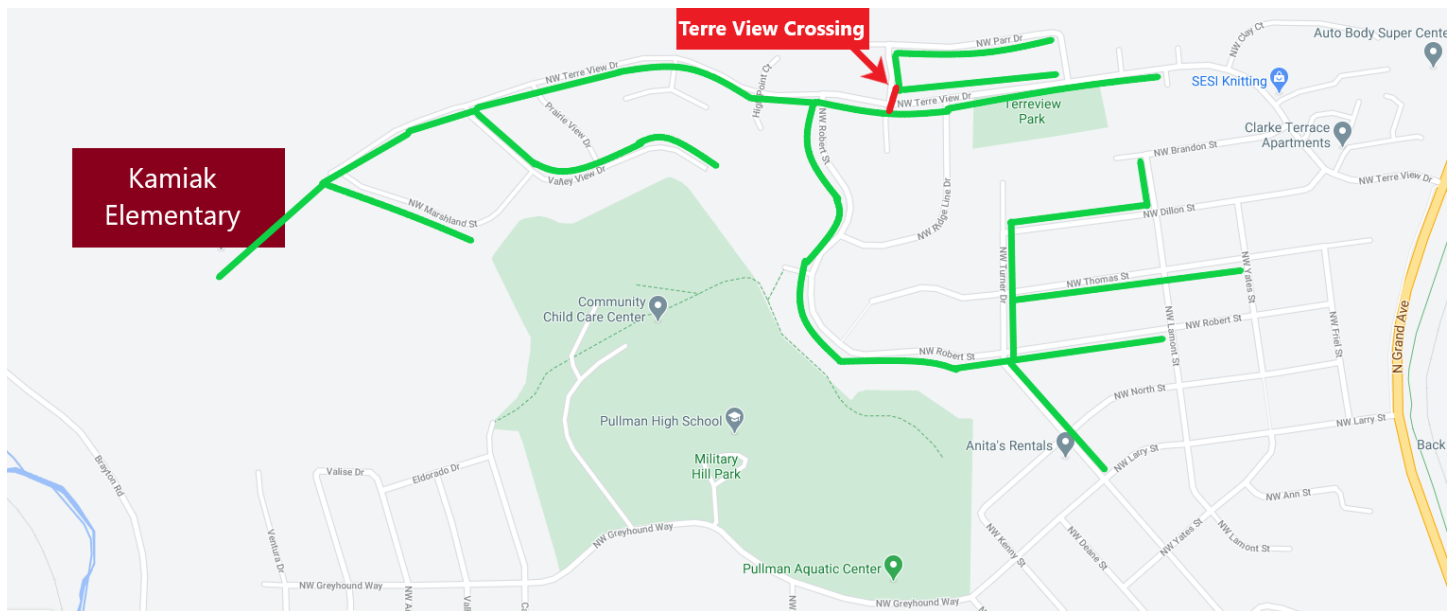 Terre View Crossing
NW Parr Dr
NW Clay Ct
Auto Body Super Cente
NW Terre View Dr
High Point Ct
SESI Knitting
NW Terre View Dr
Terreview
Park
Prairie View Dr
NW Robert St
Clarke Terrace
Apartments
NW Brandon St
Kamiak
Elementary
Valley View Dr
NW Terre View Dr
NW Ridge Line Dr
NW Marshland St
NW Dillon St
NW Turner Dr
NW Thomas St
NW Yates St
Community
Child Care Center
NW Lamont St
NW Robert St
NW Friel St
N Grand Ave
NW Robert St
NW North St
Pullman High School
NW Larry St
Anita's Rentals
Back
Military
Hill Park
NW Larry St
Brayton Rd
Valise Dr
Eldorado Dr
NW Ann St
Ventura Dr
NW Greyhound Way
NW Kenny St
NW Deane St
NW Yates St
NW Lamont St
Pullman Aquatic Center
NW Greyhound Way
NW Greyhound Way